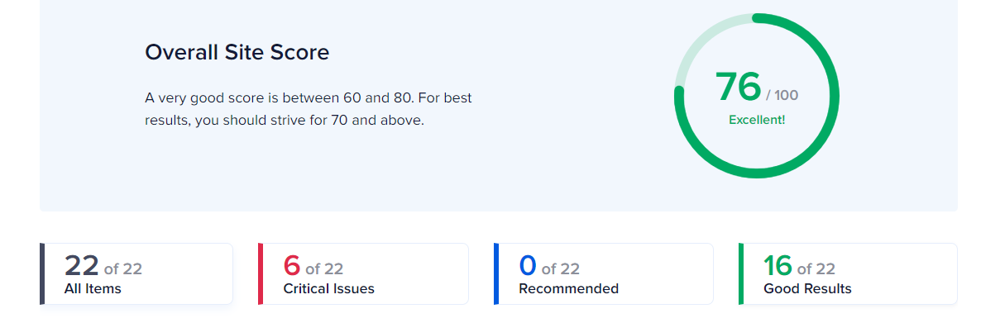 Overall Site Score
A very good score is between 60 and 80. For best
results, you should strive for 70 and above.
76 / 100
Excellent!
22 of 22
All Items
6 of 22
Critical Issues
0 of 22
Recommended
16 of 22
Good Results